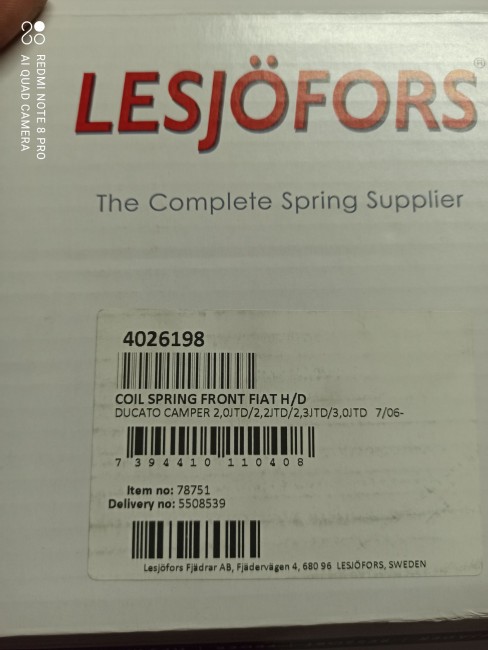 LESJÖFORS®
The Complete Spring Supplier
4026198
COIL SPRING FRONT FIAT H/D
DUCATO CAMPER 2,0JTD/2,2JTD/2,3JTD/3,0JTD 7/06-
7 394410 110408
Item no: 78751
Delivery no: 5508539
Lesjöfors Fjädrar AB, Fjädervägen 4, 680 96 LESJÖFORS, SWEDEN
REDMI NOTE 8 PRO
AI QUAD CAMERA